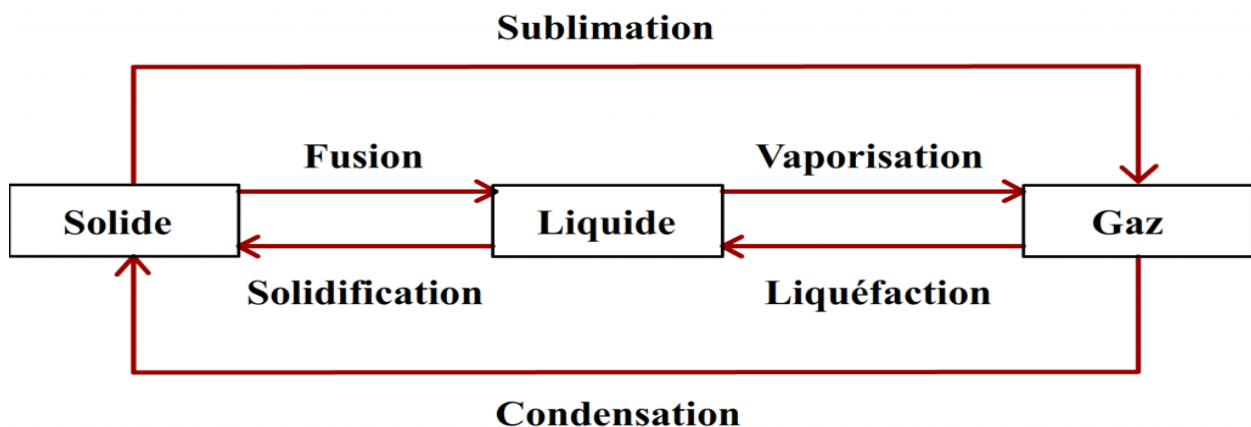 Sublimation
Fusion
Vaporisation
Solide
Liquide
Gaz
Solidification
Liquéfaction
Condensation